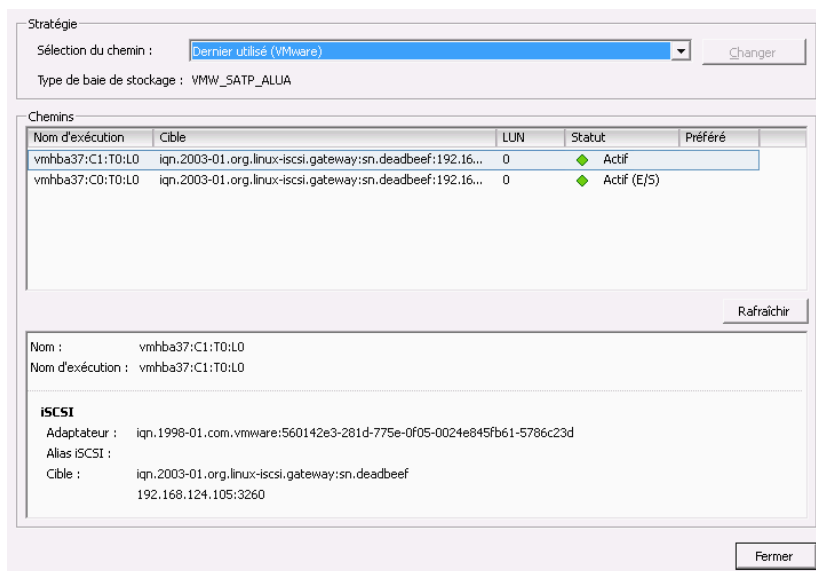 Stratégie
Sélection du chemin : Dernier utilisé (VMware) Changer
Type de baie de stockage : VMW_SATP_ALUA
Chemins
Nom d'exécution Cible LUN Statut Préféré
vmhba37:C1:T0:L0 iqn.2003-01.org.linux-iscsi.gateway:sn.deadbeef:192.16... 0 Actif
vmhba37:C0:T0:L0 iqn.2003-01.org.linux-iscsi.gateway:sn.deadbeef:192.16... 0 Actif (E/S)
Rafraîchir
Nom : vmhba37:C1:T0:L0
Nom d'exécution : vmhba37:C1:T0:L0
iSCSI
Adaptateur : iqn.1998-01.com.vmware:560142e3-281d-775e-0f05-0024e845fb61-5786c23d
Alias iSCSI :
Cible : iqn.2003-01.org.linux-iscsi.gateway:sn.deadbeef
192.168.124.105:3260
Fermer